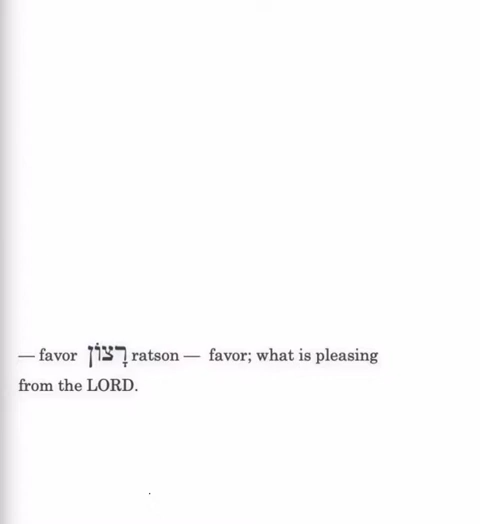 — favor רָצוֹן ratson — favor; what is pleasing
from the LORD.